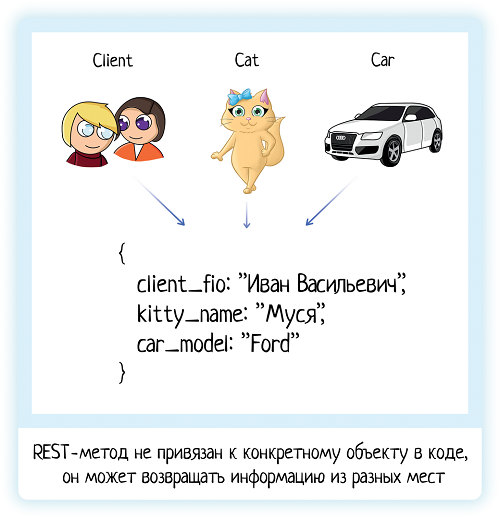 Client Cat Car
{
client_fio: ”Иван Васильевич”,
kitty_name: ”Муся”,
car_model: ”Ford”
}
REST-метод не привязан к конкретному объекту в коде,
он может возвращать информацию из разных мест